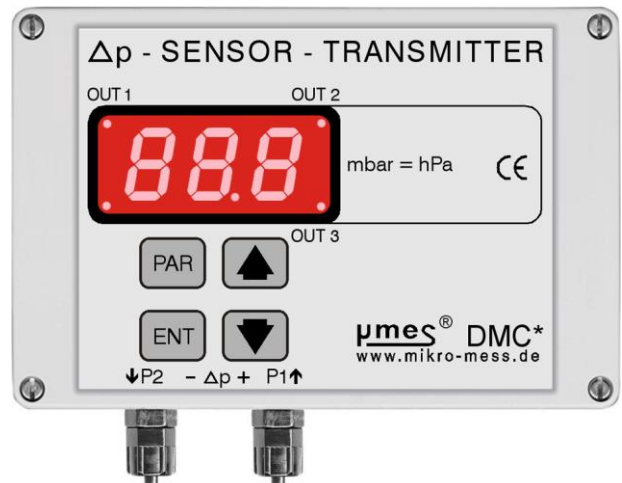 Δp - SENSOR - TRANSMITTER
OUT 1 OUT 2
88.8 mbar = hPa CE
OUT 3
PAR
ENT
µmes® DMC*
www.mikro-mess.de
↓P2 - Δp + P1↑